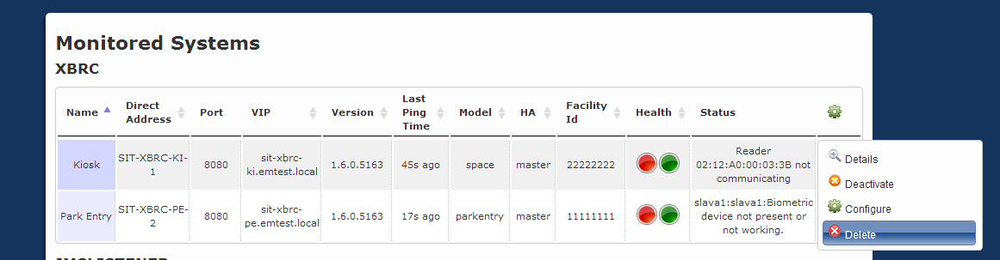 Monitored Systems
XBRC
Name Direct Address Port VIP Version Last Ping Time Model HA Facility Id Health Status
Kiosk SIT-XBRC-KI-1 8080 sit-xbrc-ki.emtest.local 1.6.0.5163 45s ago space master 22222222 Reader 02:12:A0:00:03:3B not communicating
Park Entry SIT-XBRC-PE-2 8080 sit-xbrc-pe.emtest.local 1.6.0.5163 17s ago parkentry master 11111111 slava1:slava1:Biometric device not present or not working.
Details
Deactivate
Configure
Delete
IMSLISTENER